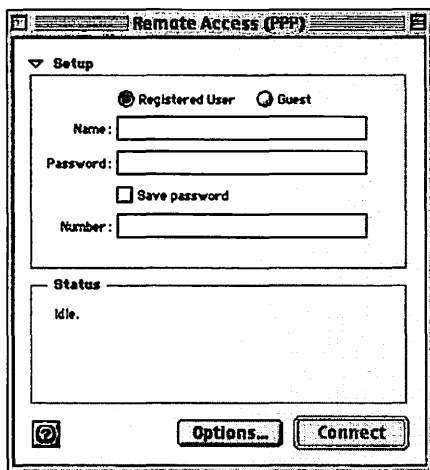 Remote Access (PPP)
Setup
Registered User Guest
Name:
Password:
Save password
Number:
Status
Idle.
?
Options... Connect